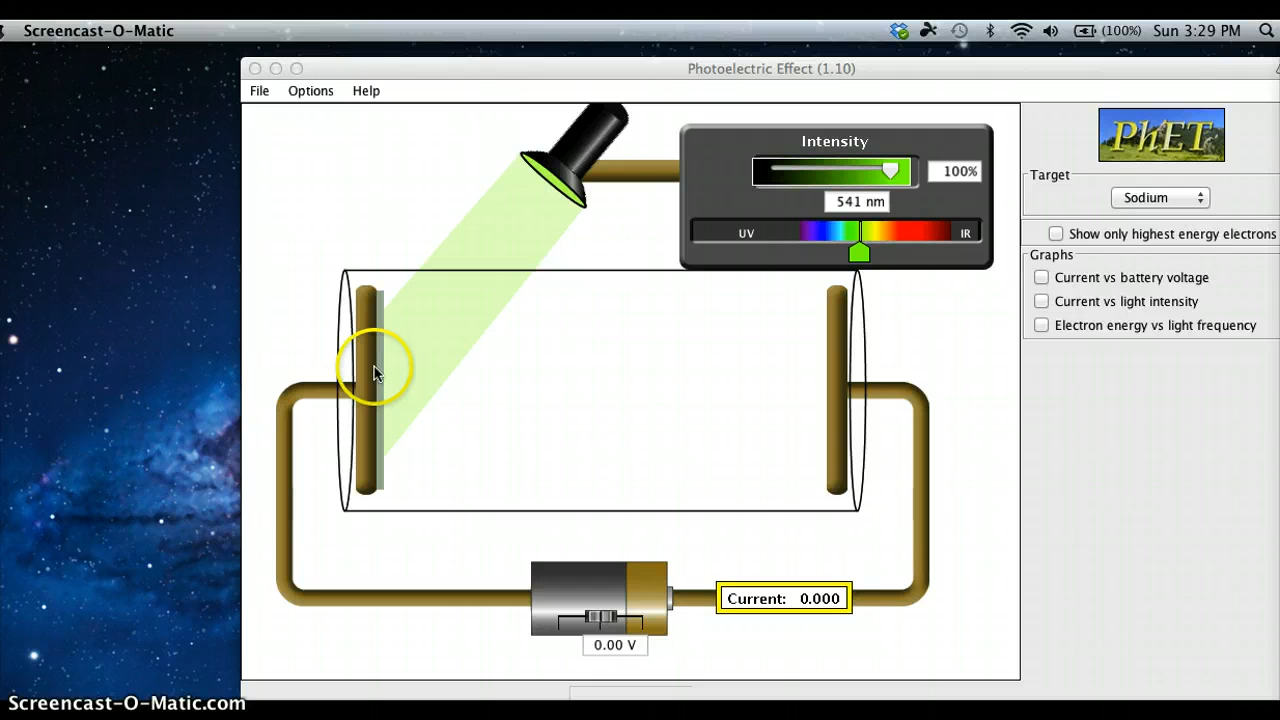 Screencast-O-Matic
(100%) Sun 3:29 PM
Photoelectric Effect (1.10)
File Options Help
Intensity
100%
541 nm
UV
IR
PhET
Target
Sodium
Show only highest energy electrons
Graphs
Current vs battery voltage
Current vs light intensity
Electron energy vs light frequency
Current: 0.000
0.00 V
Screencast-O-Matic.com